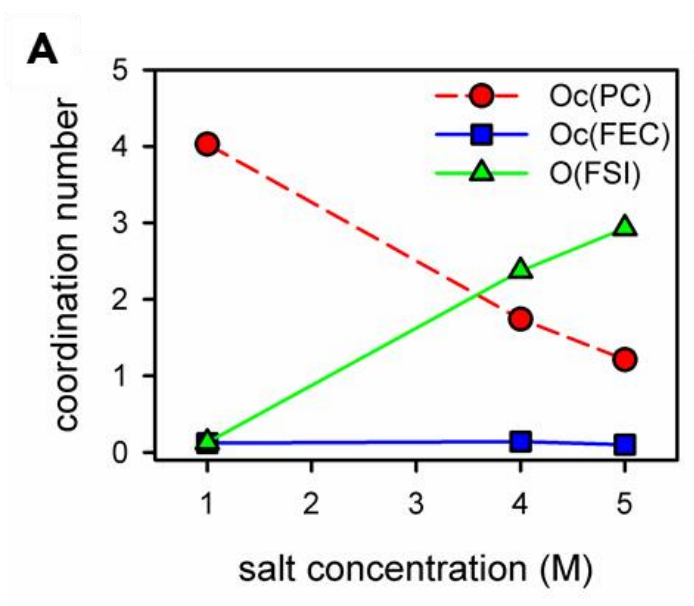 A
5
4
3
2
1
0
coordination number
Oc(PC)
Oc(FEC)
O(FSI)
1 2 3 4 5
salt concentration (M)